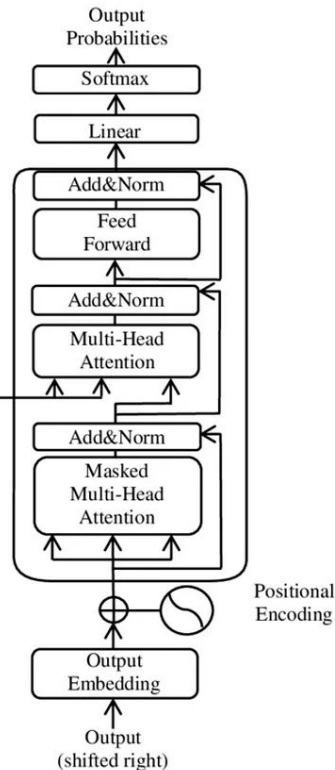 Output
Probabilities
Softmax
Linear
Add&Norm
Feed
Forward
Add&Norm
Multi-Head
Attention
Add&Norm
Masked
Multi-Head
Attention
Positional
Encoding
Output
Embedding
Output
(shifted right)